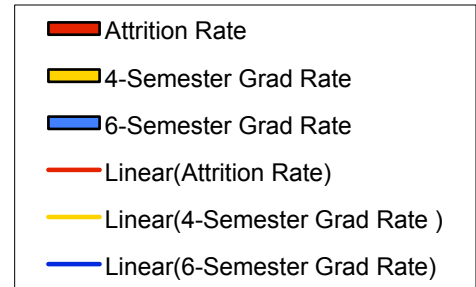 Attrition Rate
4-Semester Grad Rate
6-Semester Grad Rate
Linear(Attrition Rate)
Linear(4-Semester Grad Rate )
Linear(6-Semester Grad Rate)